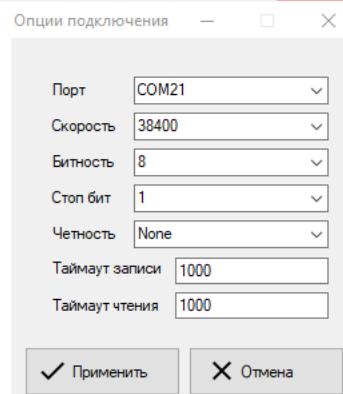 Опции подключения
Порт COM21
Скорость 38400
Битность 8
Стоп бит 1
Четность None
Таймаут записи 1000
Таймаут чтения 1000
Применить Отмена